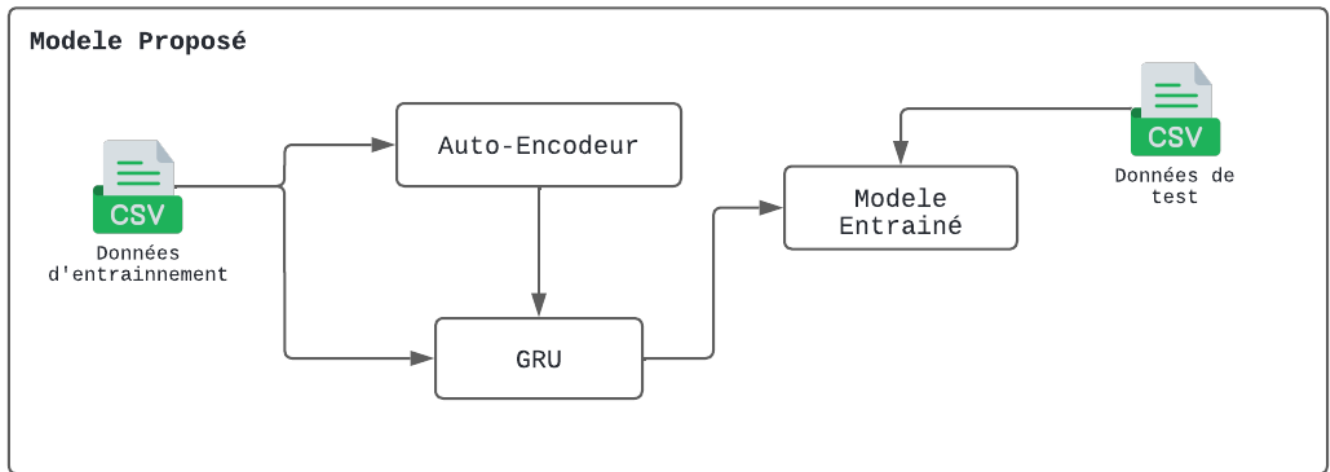 Modele Proposé
Auto-Encodeur
CSV
Données de
test
CSV
Données
d'entrainnement
Modele
Entrainé
GRU